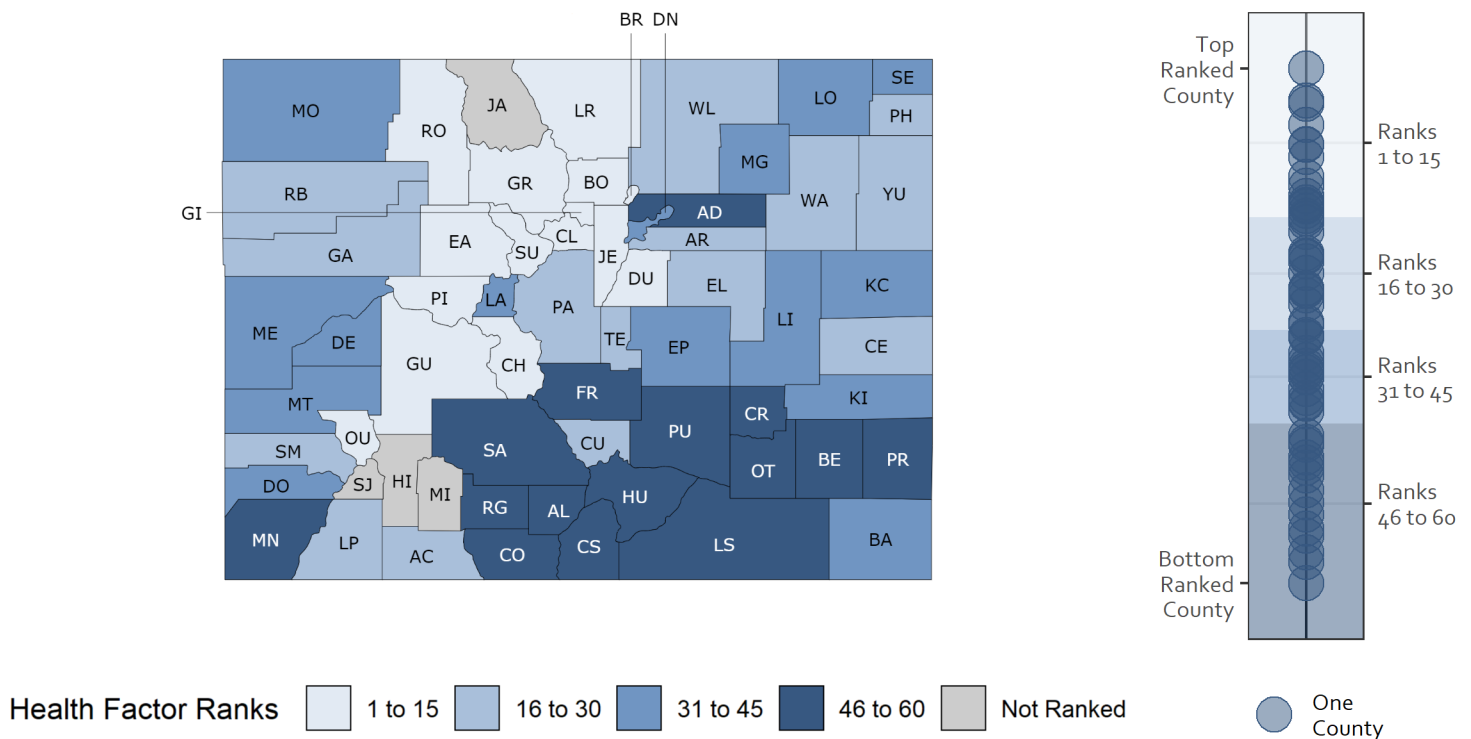 BR DN
JA
LR
WL
LO
SE
PH
MO
RO
MG
RB
GR
BO
WA
YU
GI
AD
EA
SU
CL
JE
AR
GA
DU
EL
KC
PI
LA
PA
LI
ME
DE
TE
EP
CE
GU
CH
FR
KI
MT
CR
OU
SA
CU
PU
SM
BE
PR
DO
SJ
HI
MI
OT
RG
AL
HU
MN
LP
AC
CO
CS
LS
BA
Top
Ranked
County
Ranks
1 to 15
Ranks
16 to 30
Ranks
31 to 45
Ranks
46 to 60
Bottom
Ranked
County
Health Factor Ranks 1 to 15 16 to 30 31 to 45 46 to 60 Not Ranked
One
County